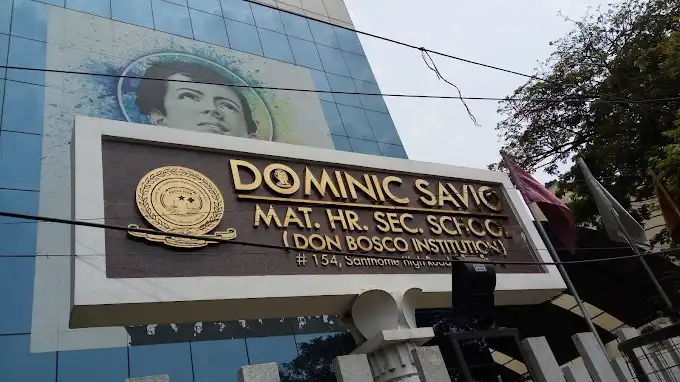 DOMINIC SAVIO
MAT. HR. SEC. SCHOOL
( DON BOSCO INSTITUTION )
# 154, Santhome High Road